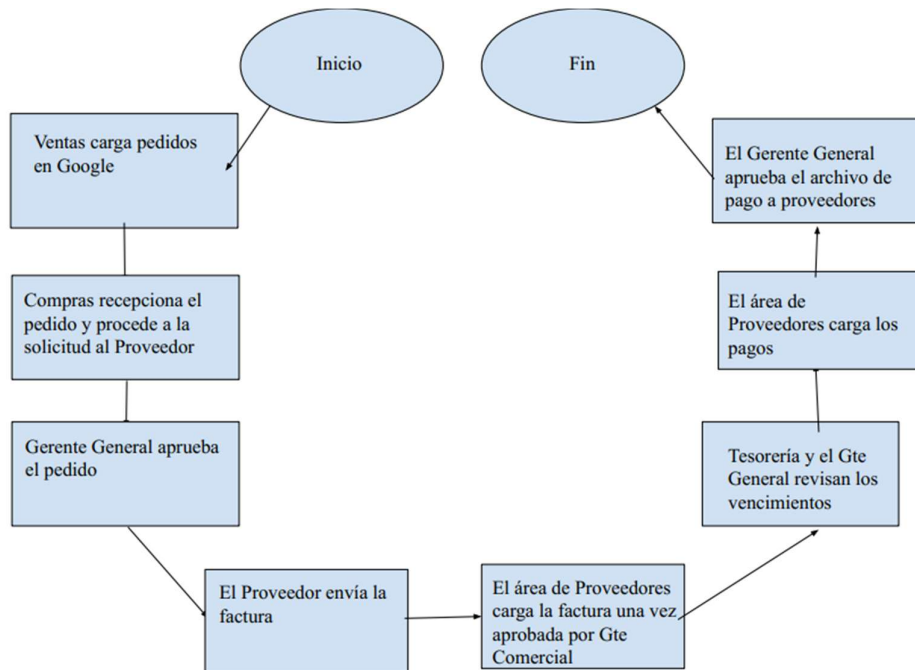 Inicio
Fin
Ventas carga pedidos
en Google
Compras recepciona el
pedido y procede a la
solicitud al Proveedor
Gerente General aprueba
el pedido
El Proveedor envía la
factura
El área de Proveedores
carga la factura una vez
aprobada por Gte
Comercial
Tesorería y el Gte
General revisan los
vencimientos
El área de
Proveedores carga los
pagos
El Gerente General
aprueba el archivo de
pago a proveedores